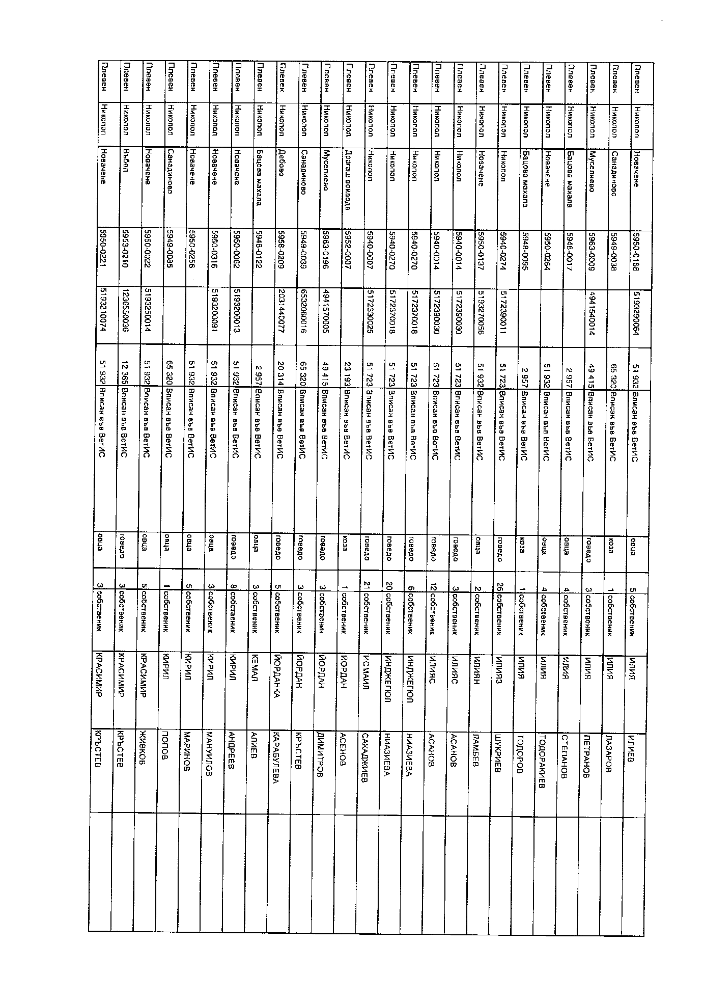 Плевен Никопол Новачене 5950-0168 5193290064 51 932 Вписан във ВетИС овца 5 собственик ИЛИЯ ИЛИЕВ
Плевен Никопол Санадиново 5949-0038 65 320 Вписан във ВетИС коза 1 собственик ИЛИЯ ЛАЗАРОВ
Плевен Никопол Муселиево 5963-0009 4941540014 49 415 Вписан във ВетИС говедо 3 собственик ИЛИЯ ПЕТРАНОВ
Плевен Никопол Бацова махала 5948-0017 2 957 Вписан във ВетИС овца 4 собственик ИЛИЯ СТЕПАНОВ
Плевен Никопол Новачене 5950-0264 51 932 Вписан във ВетИС овца 4 собственик ИЛИЯ ТОДОРАКИЕВ
Плевен Никопол Бацова махала 5948-0095 2 957 Вписан във ВетИС коза 1 собственик ИЛИЯ ТОДОРОВ
Плевен Никопол Никопол 5940-0274 5172390011 51 723 Вписан във ВетИС говедо 26 собственик ИЛИЯЗ ШУКРИЕВ
Плевен Никопол Новачене 5950-0137 5193270056 51 932 Вписан във ВетИС овца 2 собственик ИЛИЯН ЛАМБЕВ
Плевен Никопол Никопол 5940-0014 5172390030 51 723 Вписан във ВетИС говедо 3 собственик ИЛИЯС АСАНОВ
Плевен Никопол Никопол 5940-0014 5172390030 51 723 Вписан във ВетИС говедо 12 собственик ИЛИЯС АСАНОВ
Плевен Никопол Никопол 5940-0270 5172370018 51 723 Вписан във ВетИС говедо 6 собственик ИНДЖЕГЮЛ НИАЗИЕВА
Плевен Никопол Никопол 5940-0270 5172370018 51 723 Вписан във ВетИС говедо 20 собственик ИНДЖЕГЮЛ НИАЗИЕВА
Плевен Никопол Никопол 5940-0007 5172330025 51 723 Вписан във ВетИС говедо 21 собственик ИСМАИЛ САКАДЖИЕВ
Плевен Никопол Драгаш войвода 5952-0007 23 193 Вписан във ВетИС коза 1 собственик ЙОРДАН АСЕНОВ
Плевен Никопол Муселиево 5963-0196 4941570005 49 415 Вписан във ВетИС говедо 3 собственик ЙОРДАН ДИМИТРОВ
Плевен Никопол Санадиново 5949-0039 6532060016 65 320 Вписан във ВетИС говедо 3 собственик ЙОРДАН КРЪСТЕВ
Плевен Никопол Дебово 5958-0209 2031440077 20 314 Вписан във ВетИС говедо 5 собственик ЙОРДАНКА КАРАБУЛЕВА
Плевен Никопол Бацова махала 5948-0122 2 957 Вписан във ВетИС овца 3 собственик КЕМАЛ АЛИЕВ
Плевен Никопол Новачене 5950-0062 5193200013 51 932 Вписан във ВетИС говедо 8 собственик КИРИЛ АНДРЕЕВ
Плевен Никопол Новачене 5950-0316 5193200091 51 932 Вписан във ВетИС овца 3 собственик КИРИЛ МАНУИЛОВ
Плевен Никопол Новачене 5950-0256 51 932 Вписан във ВетИС овца 5 собственик КИРИЛ МАРИНОВ
Плевен Никопол Санадиново 5949-0095 65 320 Вписан във ВетИС овца 1 собственик КИРИЛ ПОПОВ
Плевен Никопол Новачене 5950-0022 5193250014 51 932 Вписан във ВетИС овца 5 собственик КРАСИМИР ЖИВКОВ
Плевен Никопол Въбел 5953-0210 1236550036 12 365 Вписан във ВетИС говедо 3 собственик КРАСИМИР КРЪСТЕВ
Плевен Никопол Новачене 5950-0221 5193210074 51 932 Вписан във ВетИС овца 3 собственик КРАСИМИР КРЪСТЕВ